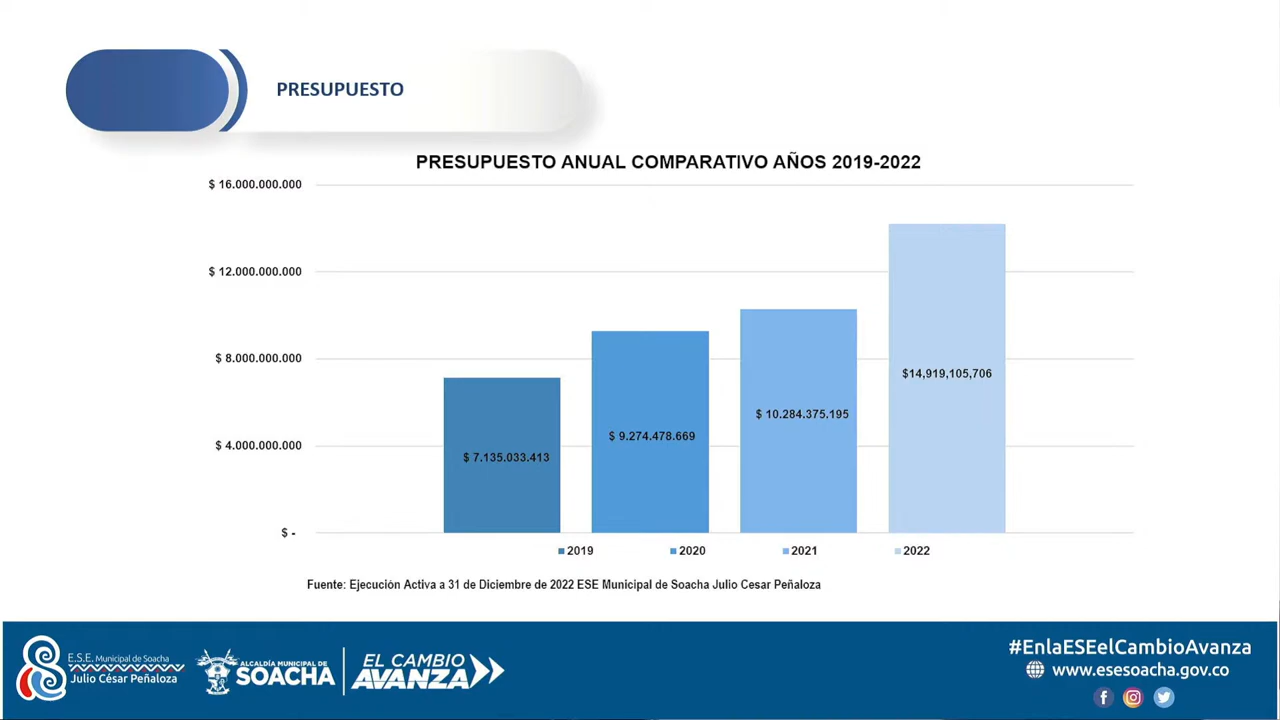 PRESUPUESTO
PRESUPUESTO ANUAL COMPARATIVO AÑOS 2019-2022
$ 16.000.000.000
$ 12.000.000.000
$ 8.000.000.000
$ 4.000.000.000
$ -
$ 7.135.033.413
$ 9.274.478.669
$ 10.284.375.195
$14,919,105,706
2019 2020 2021 2022
Fuente: Ejecución Activa a 31 de Diciembre de 2022 ESE Municipal de Soacha Julio Cesar Peñaloza
E.S.E. Municipal de Soacha
Julio César Peñaloza
ALCALDÍA MUNICIPAL DE
SOACHA
EL CAMBIO
AVANZA
#EnlaESEelCambioAvanza
www.esesoacha.gov.co